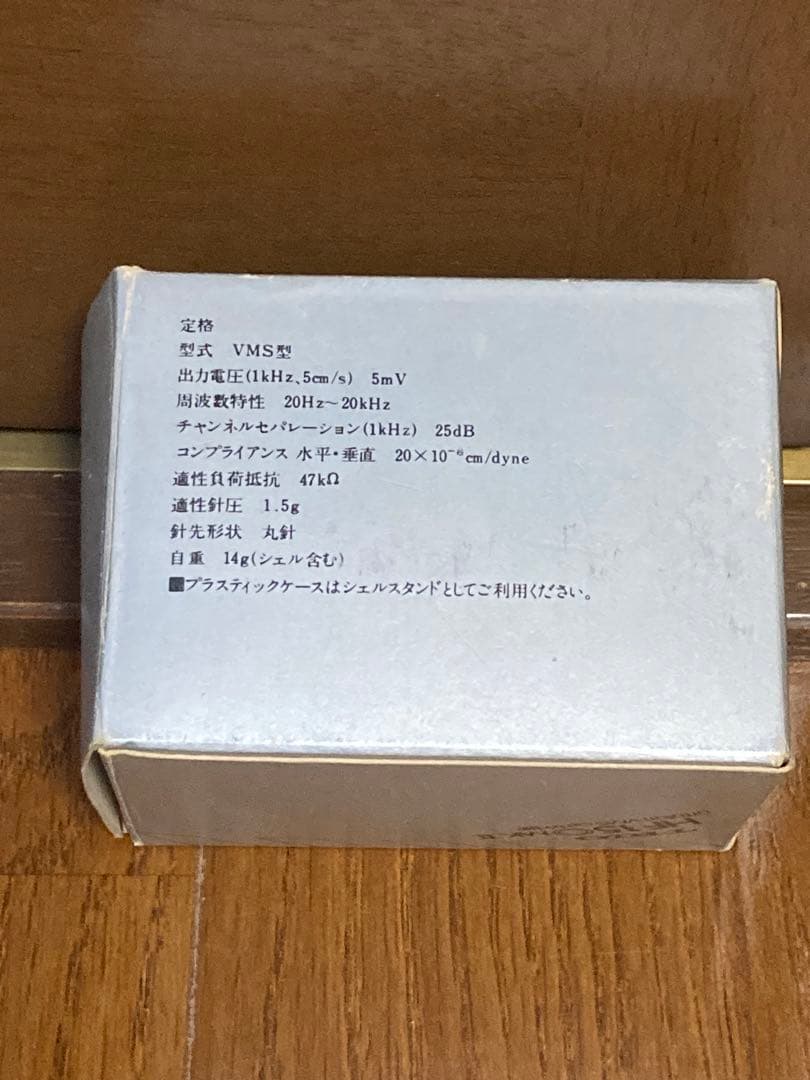 定格
型式 VMS型
出力電圧(1kHz、5cm/s) 5mV
周波数特性 20Hz～20kHz
チャンネルセパレーション(1kHz) 25dB
コンプライアンス 水平・垂直 20×10⁻⁶cm/dyne
適性負荷抵抗 47kΩ
適性針圧 1.5g
針先形状 丸針
自重 14g(シェル含む)
■プラスティックケースはシェルスタンドとしてご利用ください。